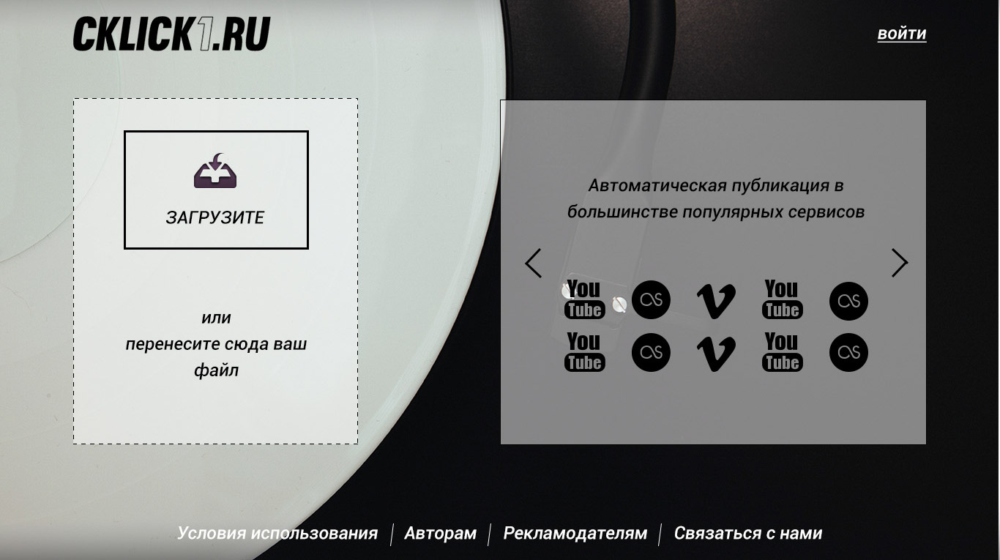 CKLICK1.RU
войти
ЗАГРУЗИТЕ
или
перенесите сюда ваш
файл
Автоматическая публикация в
большинстве популярных сервисов
You Tube
You Tube
You Tube
You Tube
Условия использования | Авторам | Рекламодателям | Связаться с нами